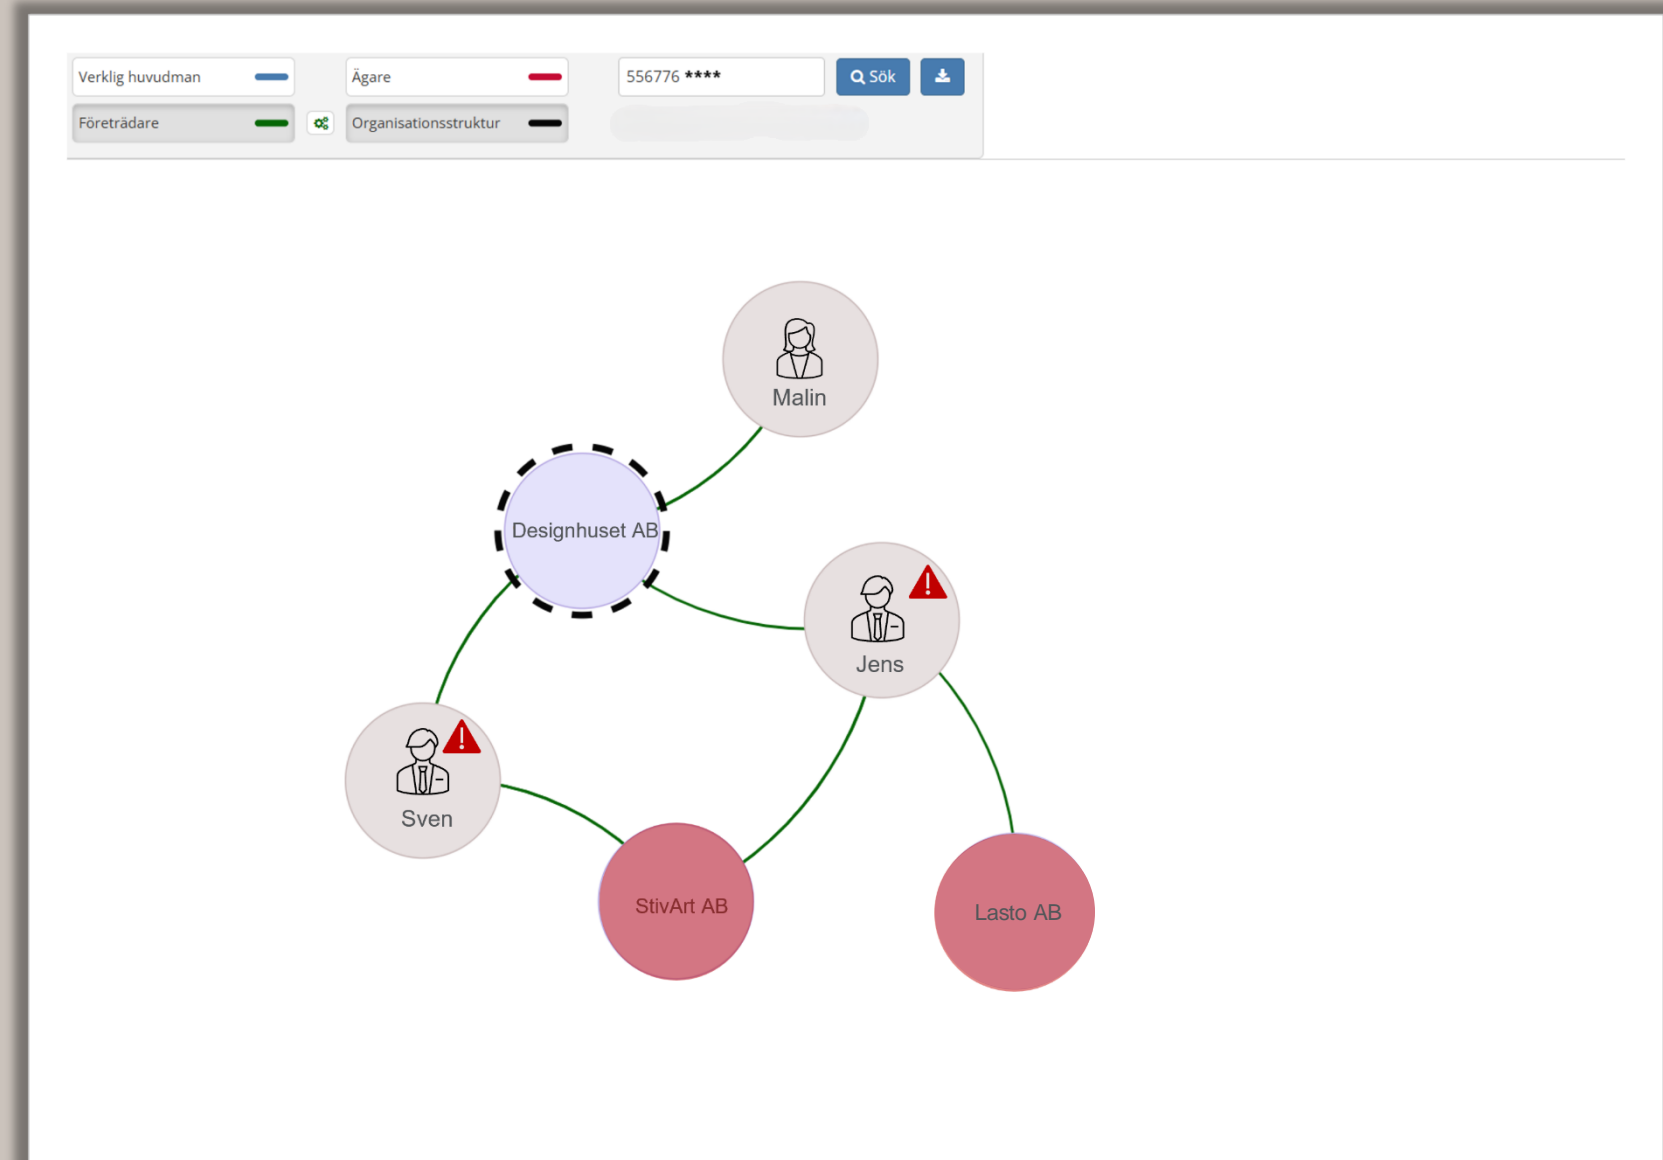 Verklig huvudman
Ägare
556776 ****
Sök
Företrädare
Organisationsstruktur
Malin
Designhuset AB
Jens
Sven
StivArt AB
Lasto AB